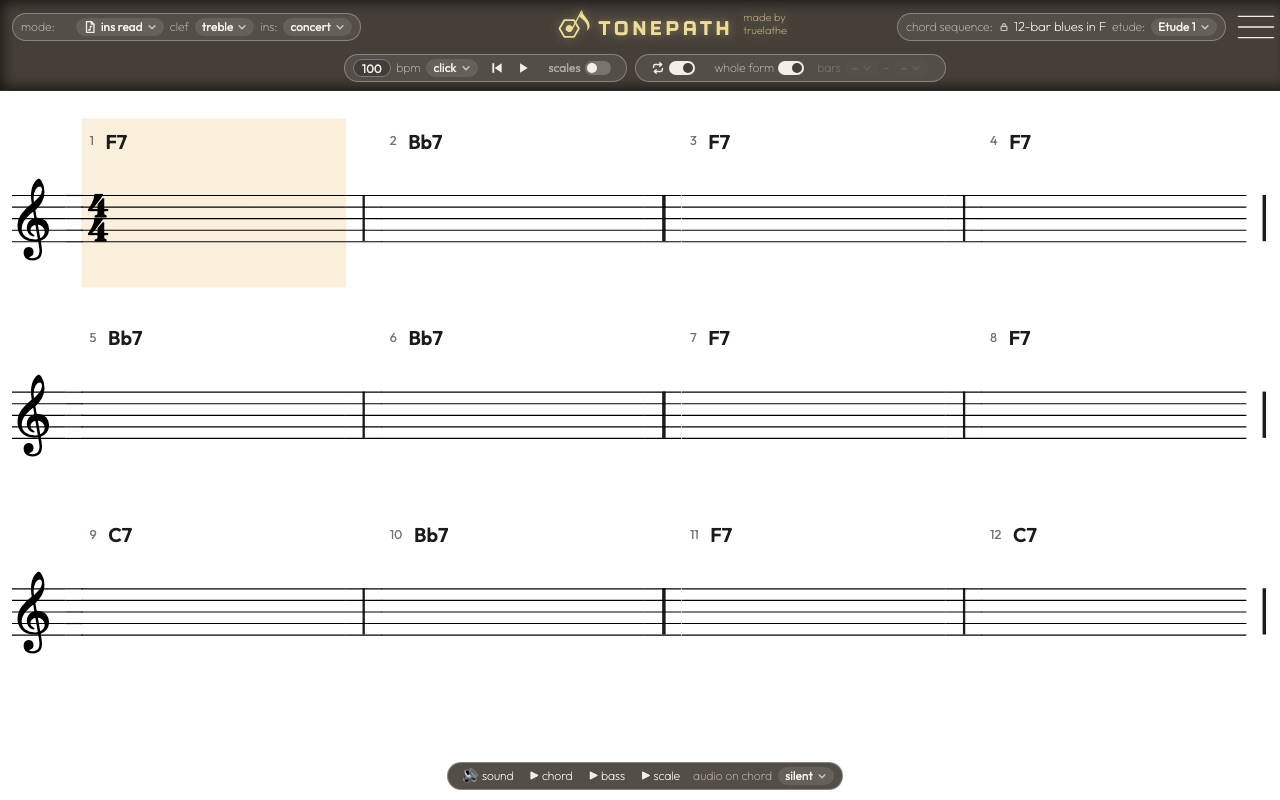 mode: ins read clef treble ins: concert
TONEPATH made by truelathe
chord sequence: 12-bar blues in F etude: Etude 1
100 bpm click scales
whole form bars – - –
1 F7 2 Bb7 3 F7 4 F7
4
4
5 Bb7 6 Bb7 7 F7 8 F7
9 C7 10 Bb7 11 F7 12 C7
sound chord bass scale audio on chord silent